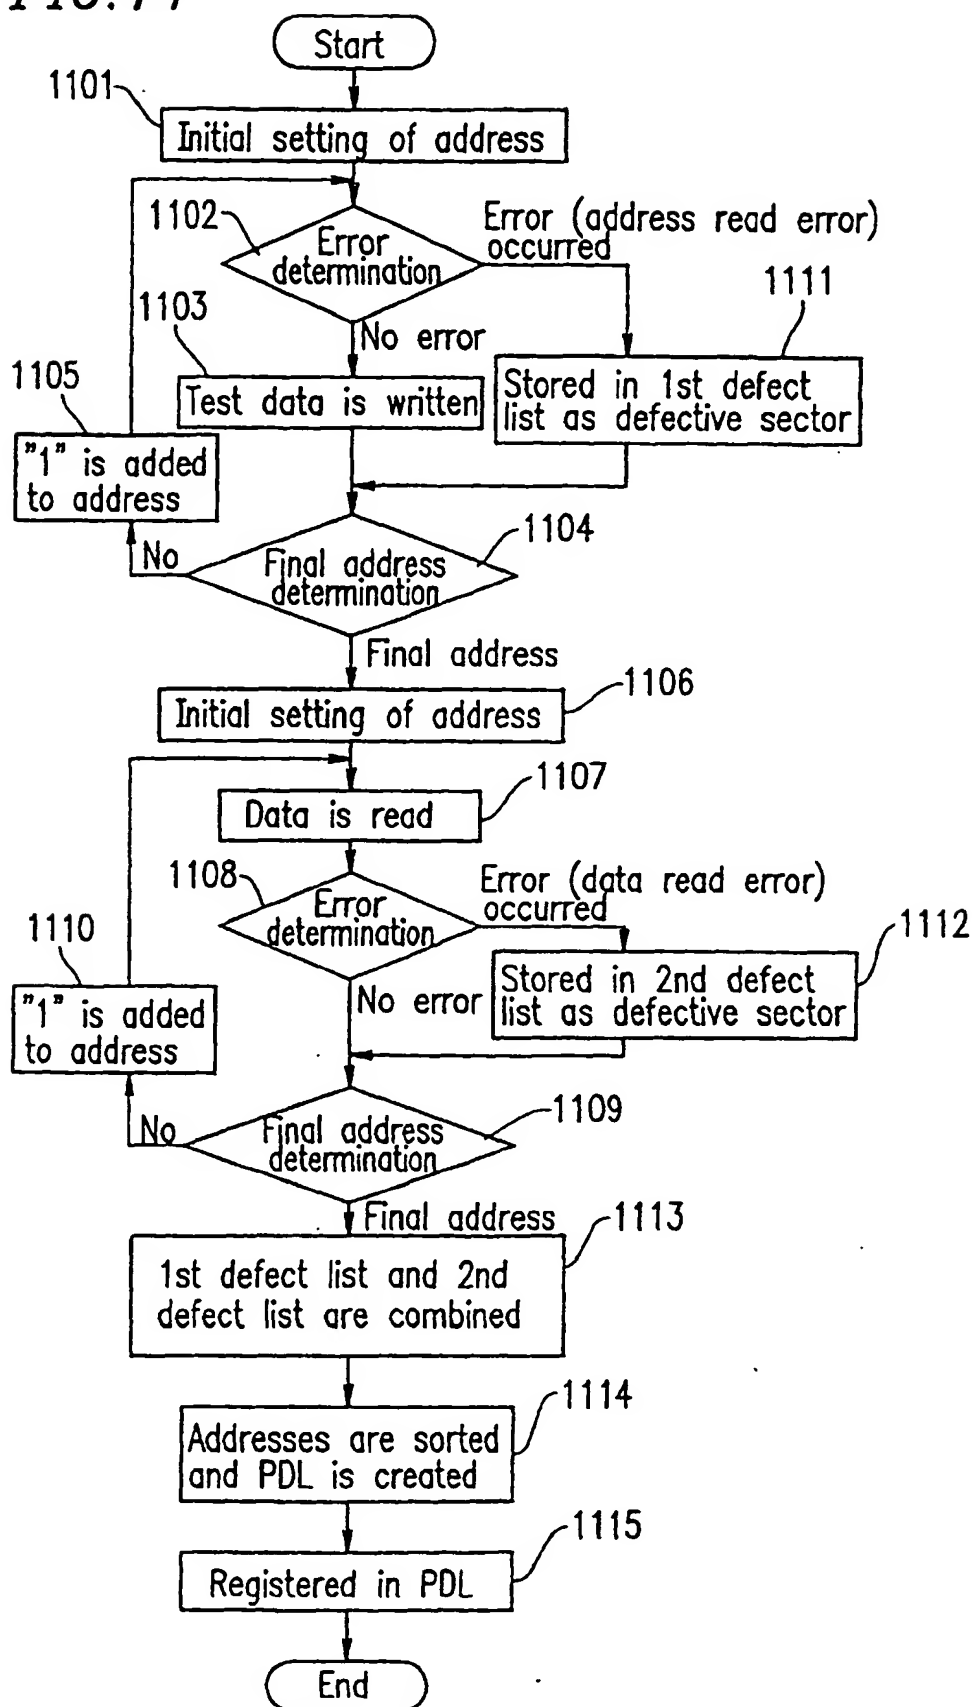 FIG. 11
Start
1101
Initial setting of address
1102
Error
determination
Error (address read error)
occurred
1111
1103
No error
1105
Test data is written
Stored in 1st defect
list as defective sector
"1" is added
to address
1104
No
Final address
determination
Final address
1106
Initial setting of address
1107
Data is read
1108
Error
determination
Error (data read error)
occurred
1110
1112
No error
Stored in 2nd defect
list as defective sector
"1" is added
to address
1109
No
Final address
determination
Final address
1113
1st defect list and 2nd
defect list are combined
1114
Addresses are sorted
and PDL is created
1115
Registered in PDL
End